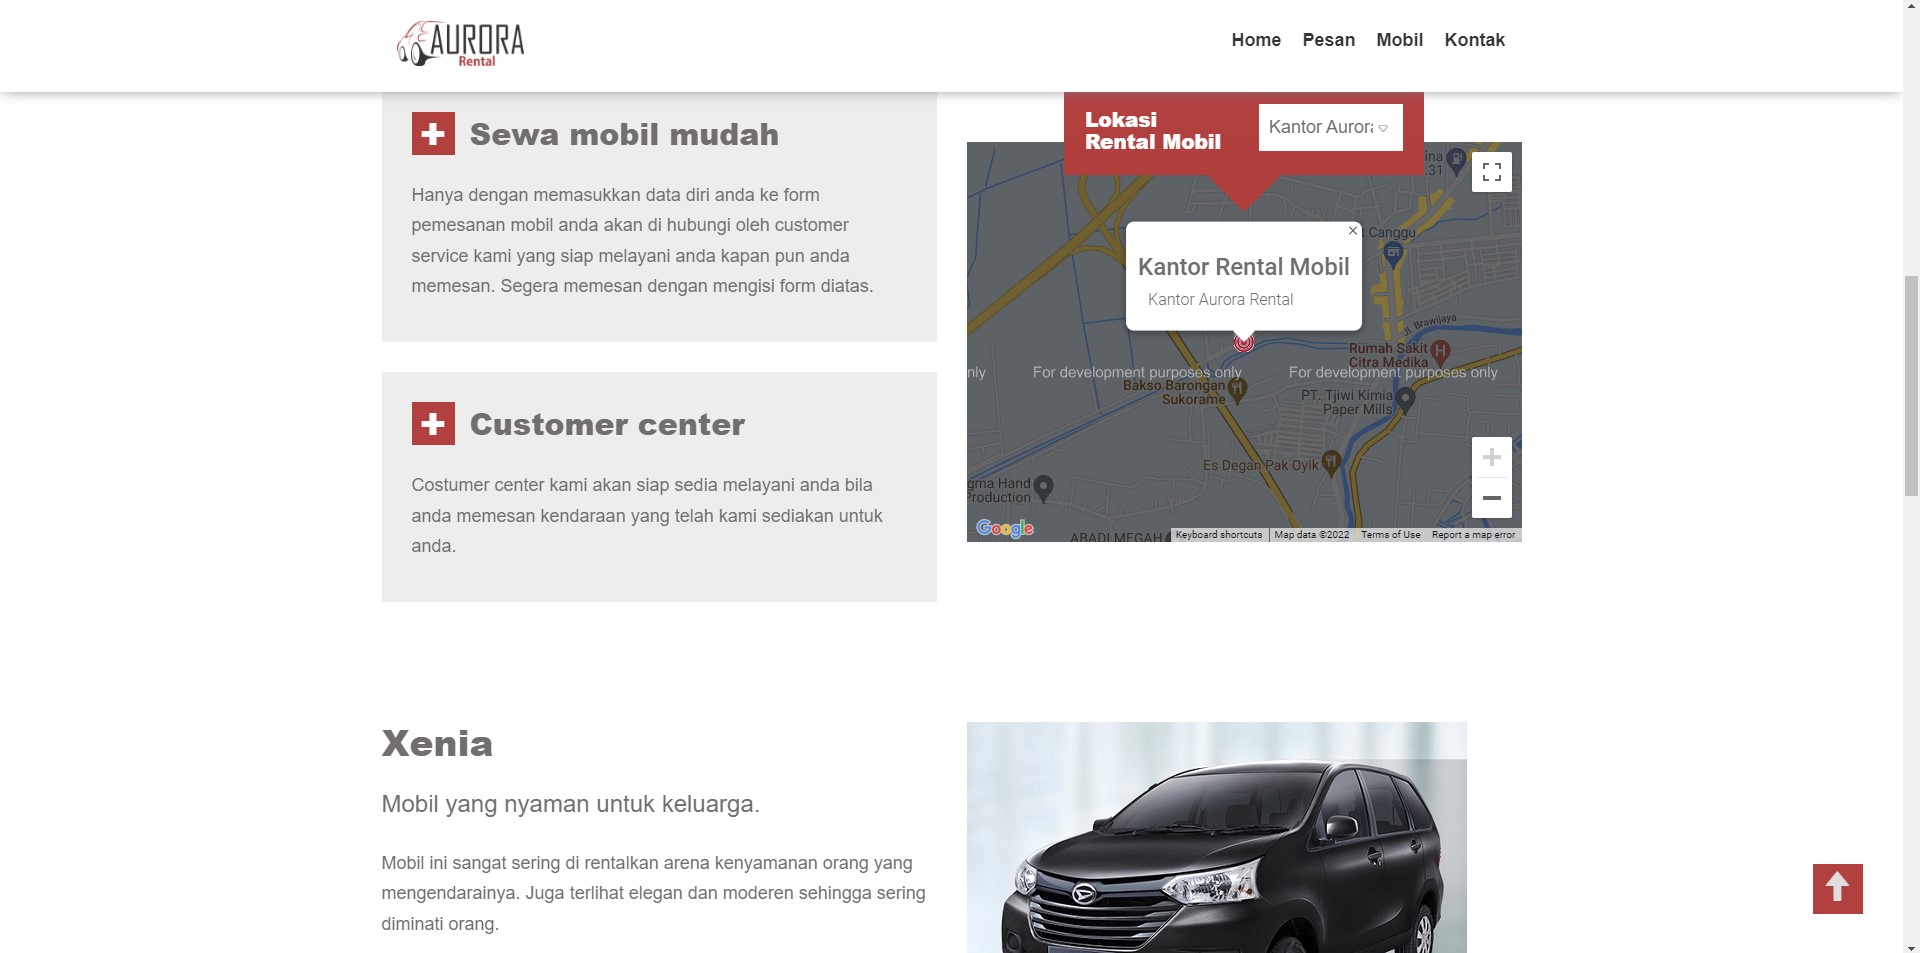 AURORA
Rental
Home Pesan Mobil Kontak
Sewa mobil mudah
Hanya dengan memasukkan data diri anda ke form
pemesanan mobil anda akan di hubungi oleh customer
service kami yang siap melayani anda kapan pun anda
memesan. Segera memesan dengan mengisi form diatas.
Customer center
Costumer center kami akan siap sedia melayani anda bila
anda memesan kendaraan yang telah kami sediakan untuk
anda.
Lokasi
Rental Mobil
Kantor Aurora
ina
31
t Canggu
Kantor Rental Mobil
Kantor Aurora Rental
Jl. Brawijaya
Rumah Sakit
Citra Medika
nly
For development purposes only
For development purposes only
Bakso Barongan
Sukorame
PT. Tjiwi Kimia
Paper Mills
Es Degan Pak Oyik
gma Hand
Production
ABADI MEGAH
Google
Keyboard shortcuts
Map data ©2022
Terms of Use
Report a map error
Xenia
Mobil yang nyaman untuk keluarga.
Mobil ini sangat sering di rentalkan arena kenyamanan orang yang
mengendarainya. Juga terlihat elegan dan moderen sehingga sering
diminati orang.